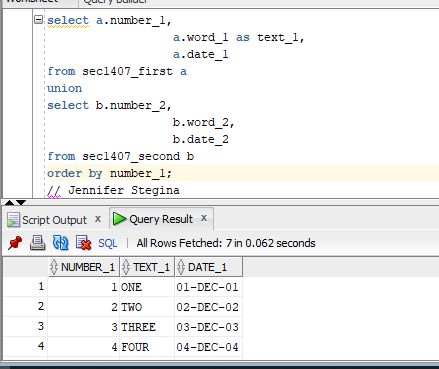 Worksheet Query Builder
select a.number_1,
a.word_1 as text_1,
a.date_1
from sec1407_first a
union
select b.number_2,
b.word_2,
b.date_2
from sec1407_second b
order by number_1;
// Jennifer Stegina
Script Output x Query Result x
SQL | All Rows Fetched: 7 in 0.062 seconds
NUMBER_1 TEXT_1 DATE_1
1 1 ONE 01-DEC-01
2 2 TWO 02-DEC-02
3 3 THREE 03-DEC-03
4 4 FOUR 04-DEC-04